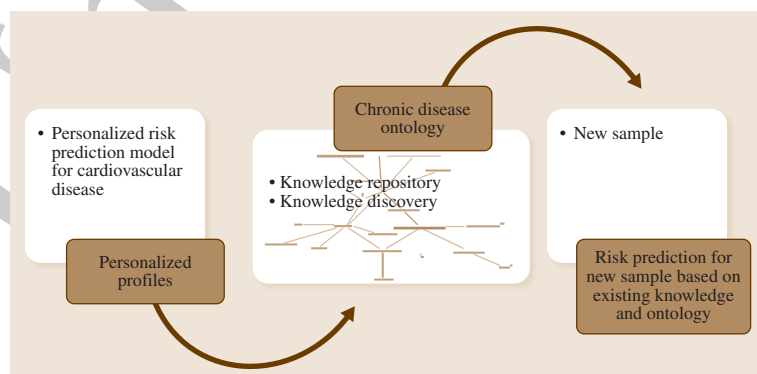 • Personalized risk
prediction model
for cardiovascular
disease
Personalized
profiles
Chronic disease
ontology
• Knowledge repository
• Knowledge discovery
• New sample
Risk prediction for
new sample based on
existing knowledge
and ontology